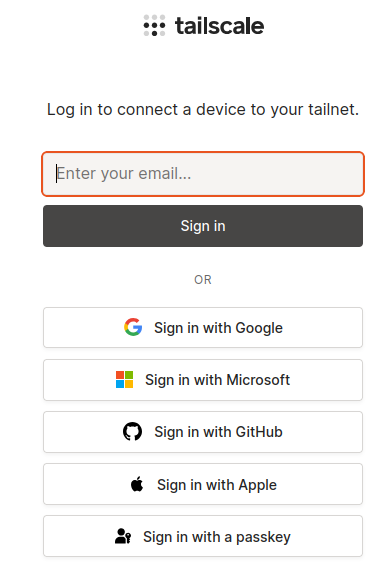 tailscale
Log in to connect a device to your tailnet.
Enter your email...
Sign in
OR
Sign in with Google
Sign in with Microsoft
Sign in with GitHub
Sign in with Apple
Sign in with a passkey